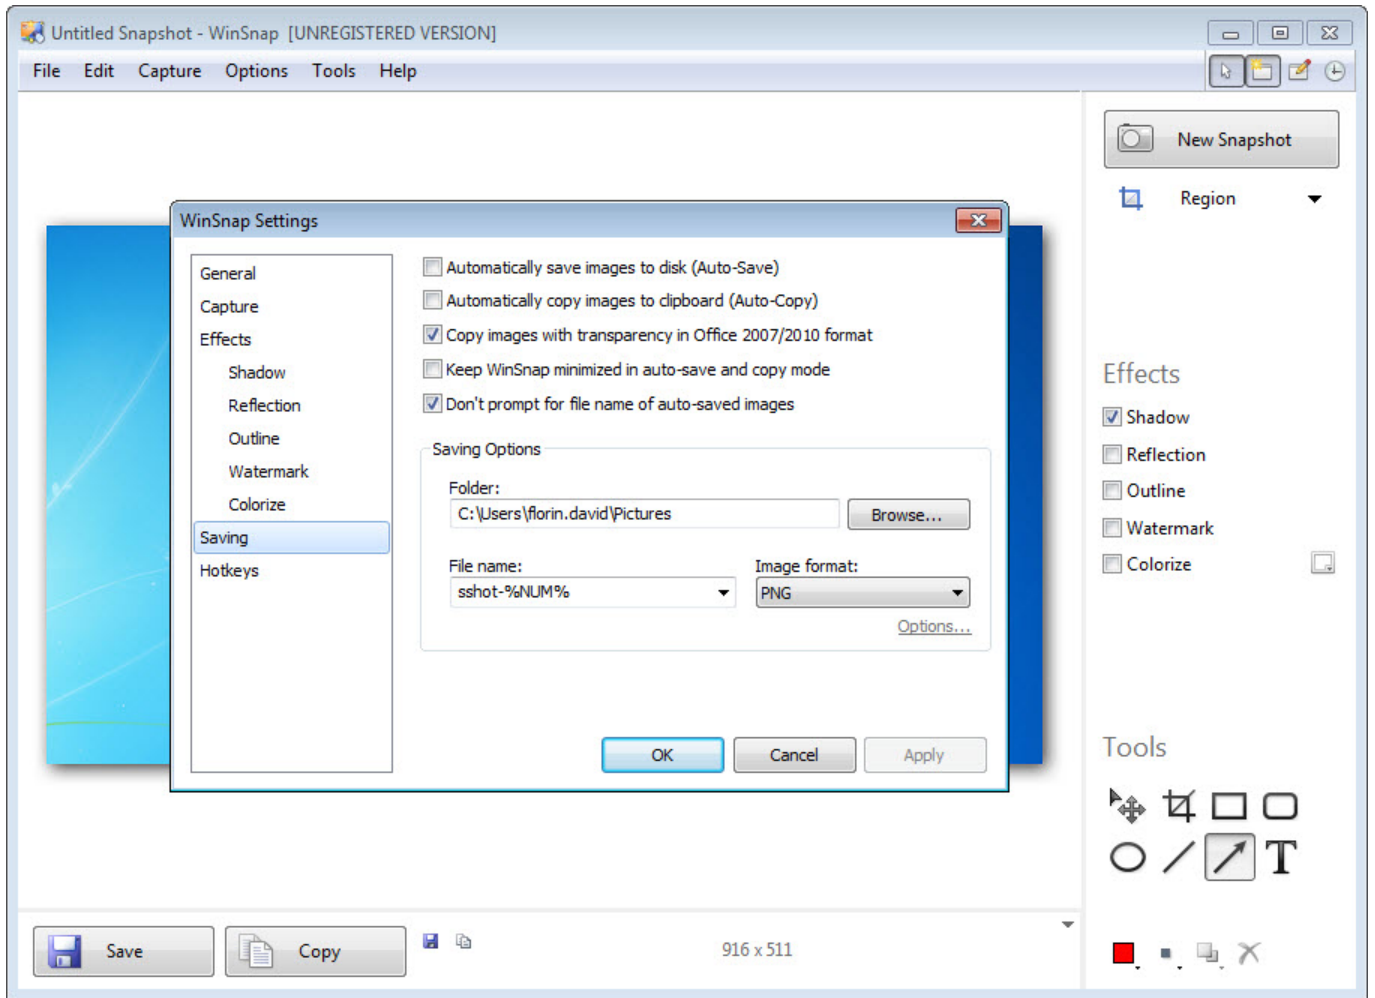 Untitled Snapshot - WinSnap [UNREGISTERED VERSION]
File Edit Capture Options Tools Help
New Snapshot
Region
WinSnap Settings
General
Capture
Effects
Shadow
Reflection
Outline
Watermark
Colorize
Saving
Hotkeys
Automatically save images to disk (Auto-Save)
Automatically copy images to clipboard (Auto-Copy)
Copy images with transparency in Office 2007/2010 format
Keep WinSnap minimized in auto-save and copy mode
Don't prompt for file name of auto-saved images
Saving Options
Folder:
C:\Users\florin.david\Pictures
Browse...
File name:
Image format:
sshot-%NUM%
PNG
Options...
OK
Cancel
Apply
Effects
Shadow
Reflection
Outline
Watermark
Colorize
Tools
T
Save
Copy
916 x 511